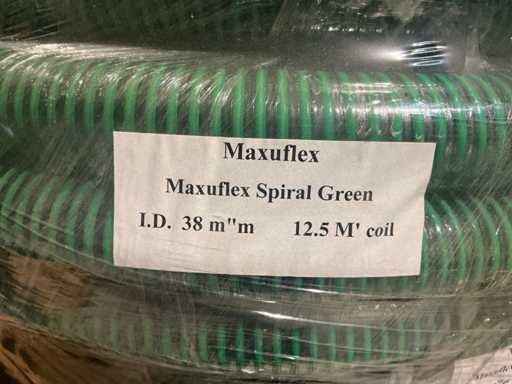 Maxuflex
Maxuflex Spiral Green
I.D. 38 m"m 12.5 M' coil